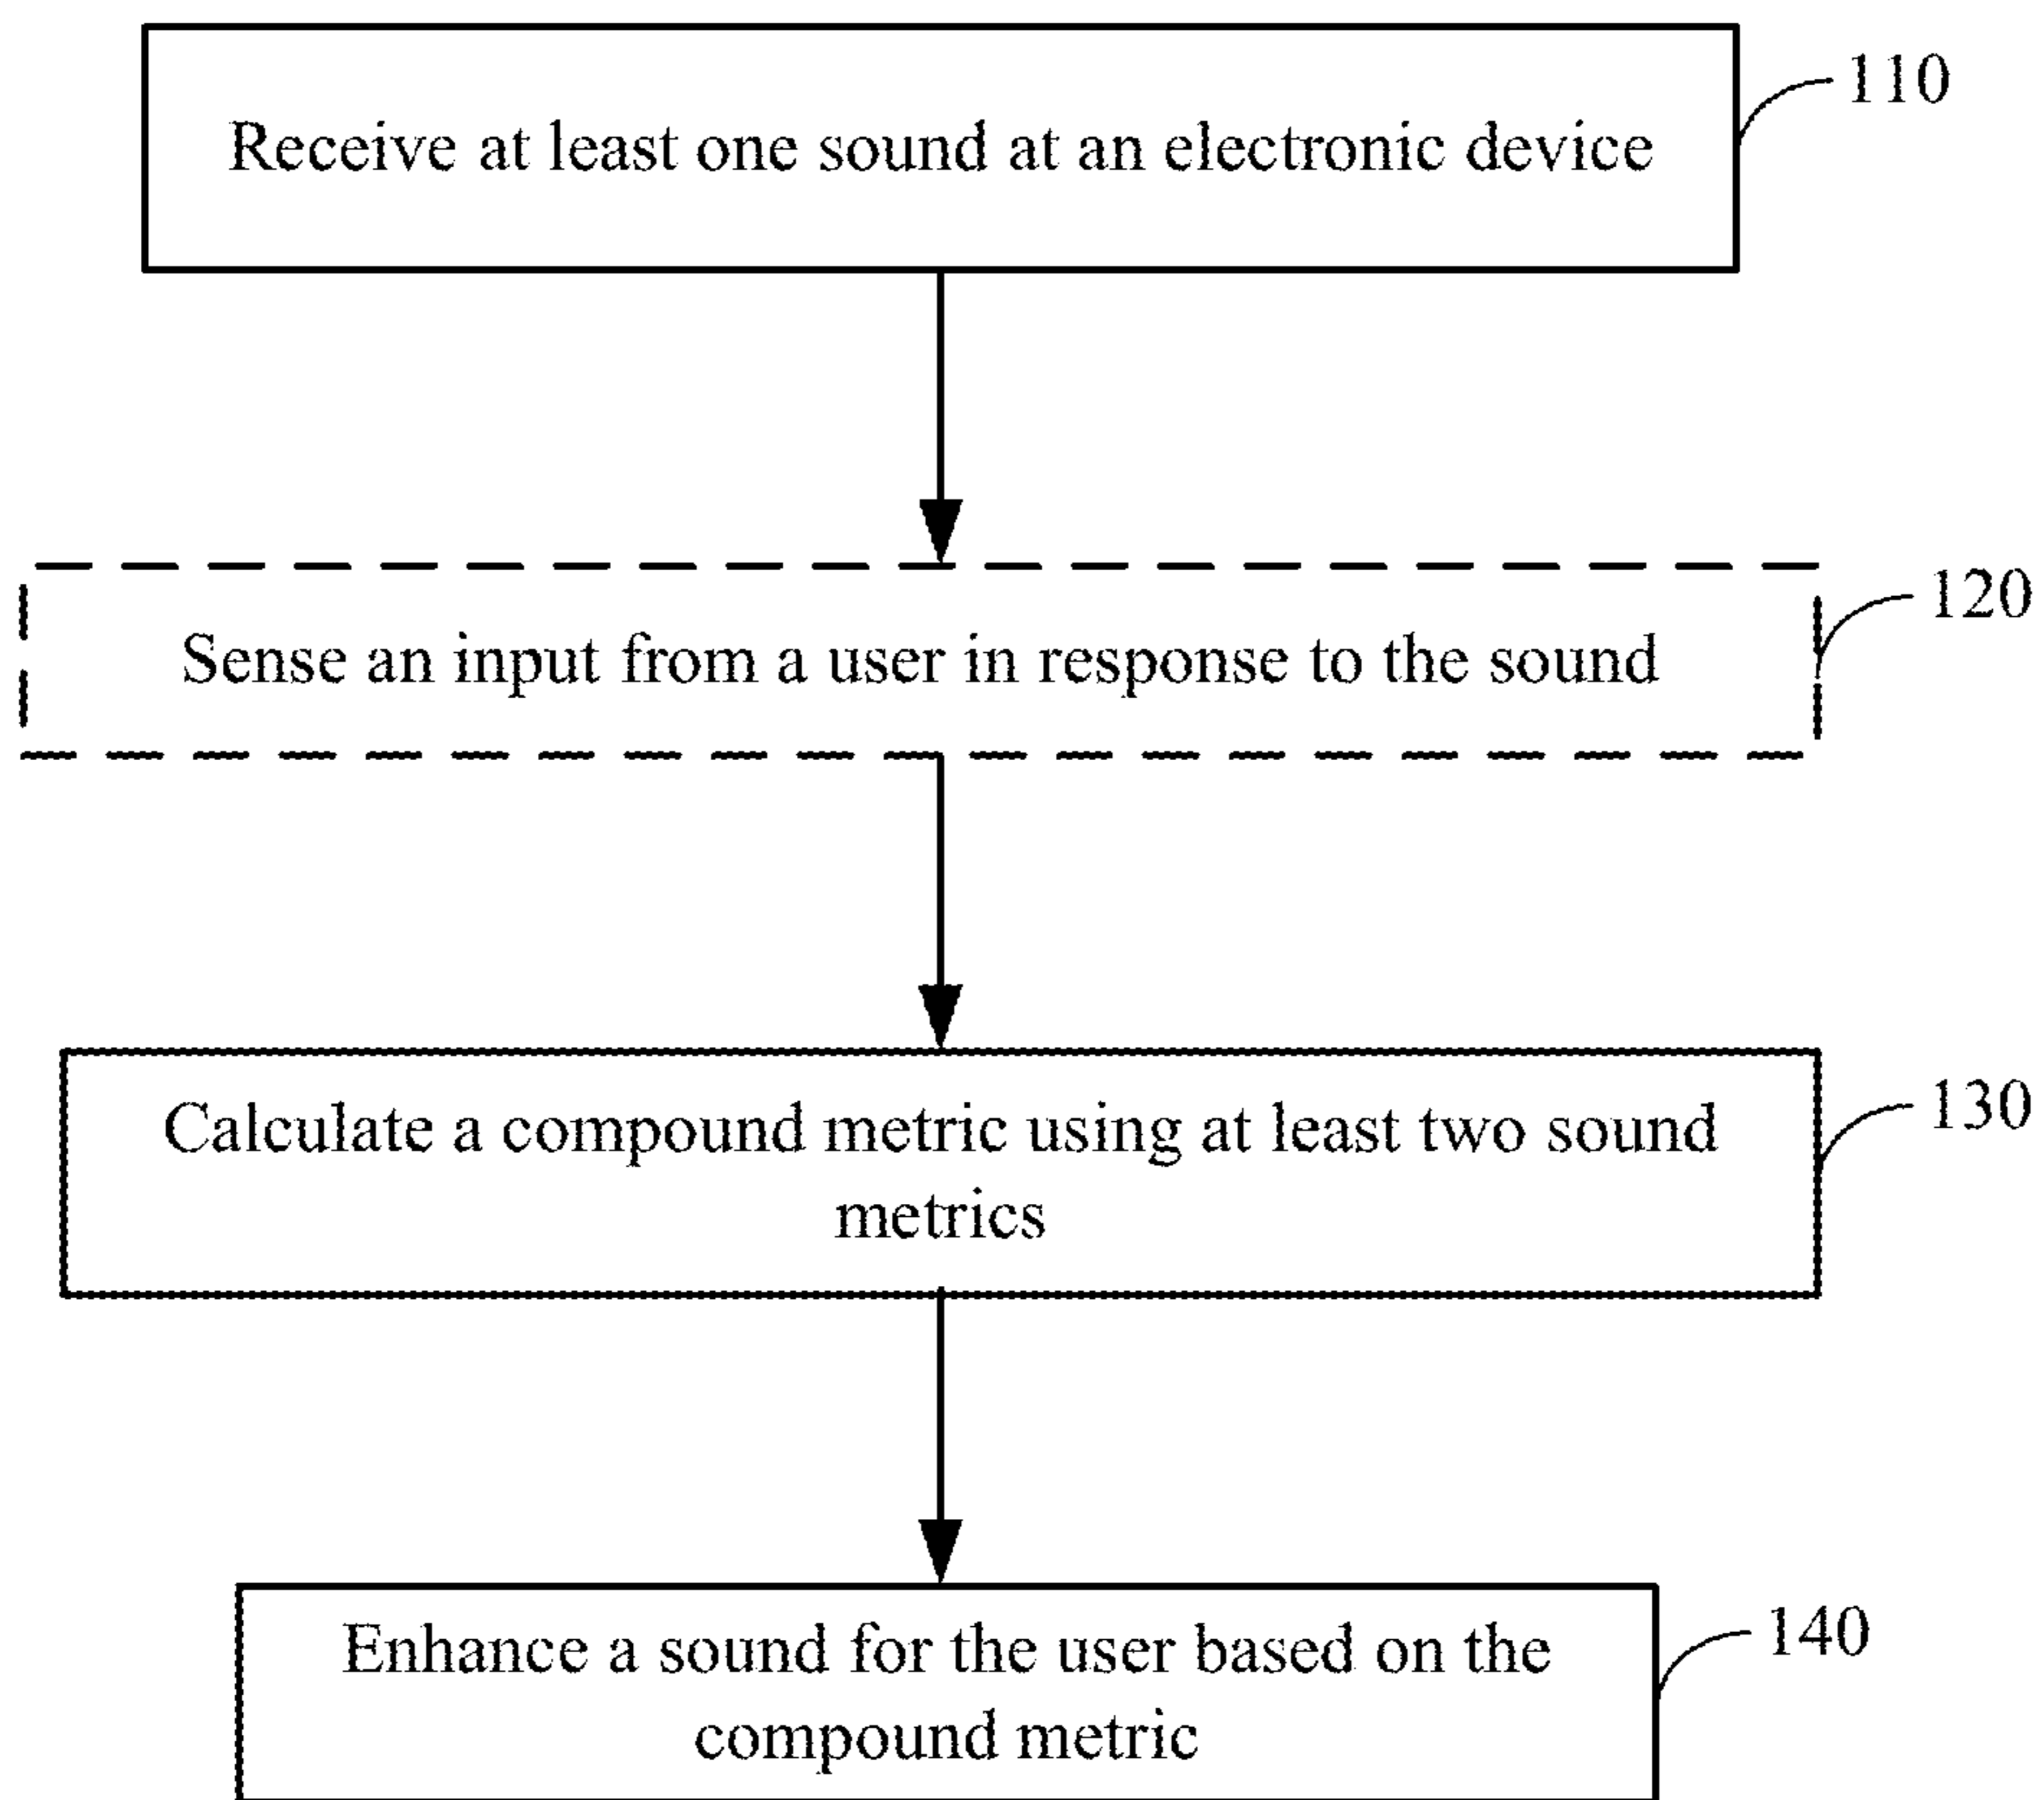 110
Receive at least one sound at an electronic device
120
Sense an input from a user in response to the sound
130
Calculate a compound metric using at least two sound
metrics
140
Enhance a sound for the user based on the
compound metric